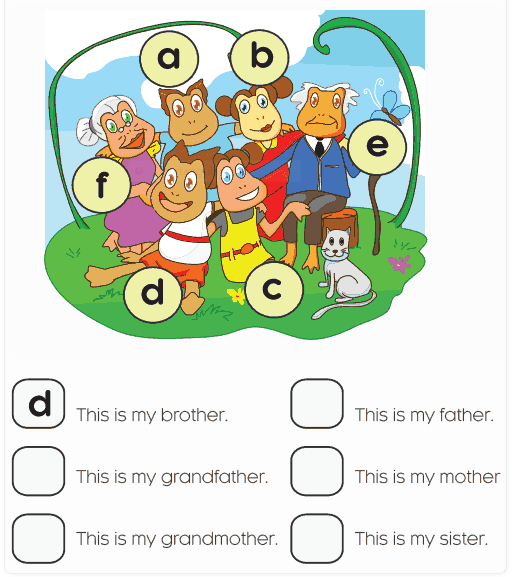 a
b
e
f
d
c
d This is my brother.
This is my father.
This is my grandfather.
This is my mother
This is my grandmother.
This is my sister.